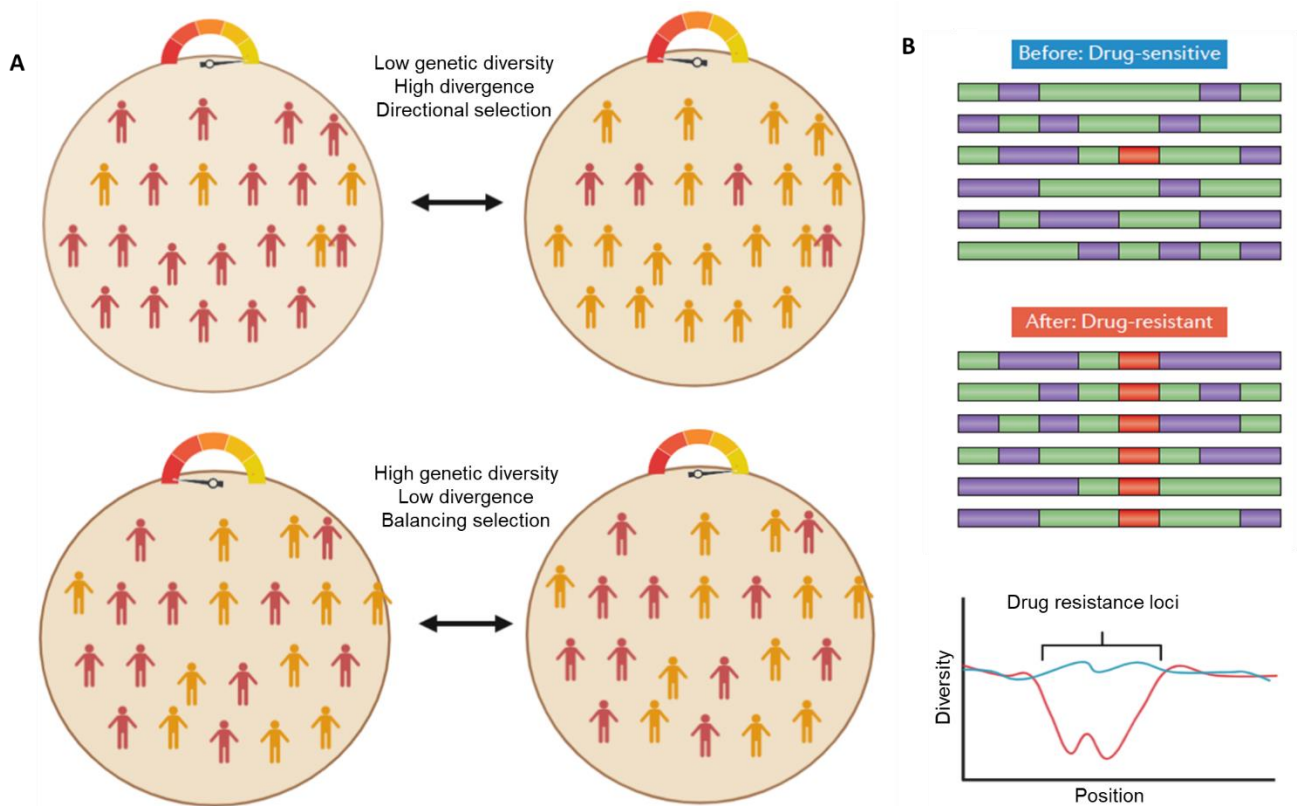 A
Low genetic diversity
High divergence
Directional selection
High genetic diversity
Low divergence
Balancing selection
B
Before: Drug-sensitive
After: Drug-resistant
Drug resistance loci
Diversity
Position